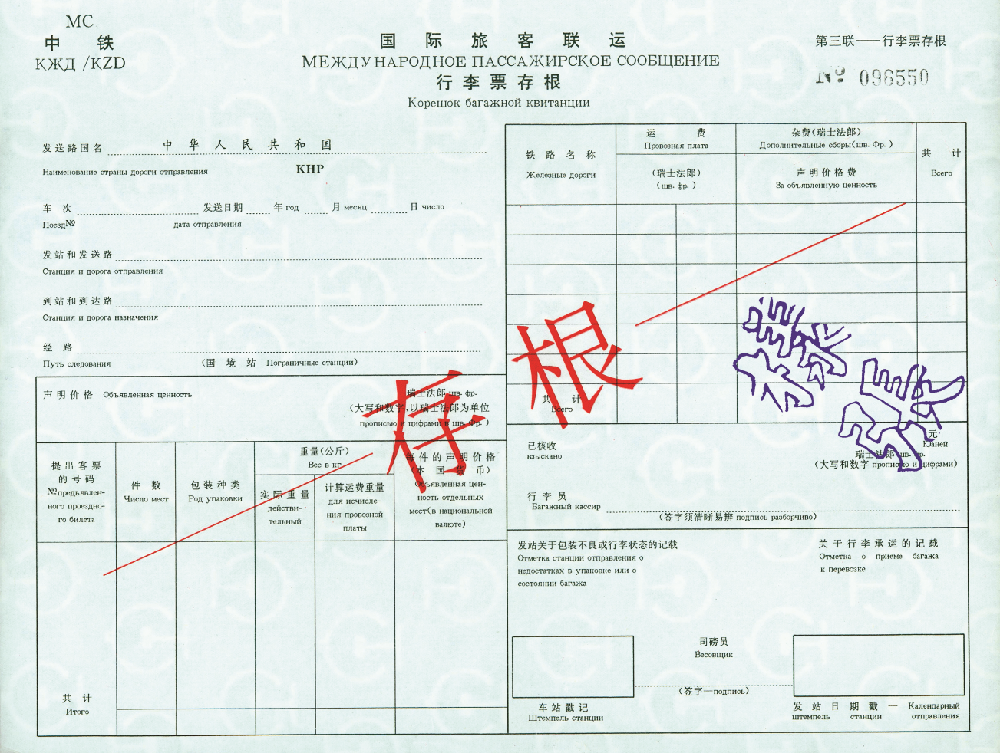 МС
中 铁
КЖД /KZD
国 际 旅 客 联 运
МЕЖДУНАРОДНОЕ ПАССАЖИРСКОЕ СООБЩЕНИЕ
行 李 票 存 根
Корешок багажной квитанции
第三联——行李票存根
№ 096550
发送路国名 中 华 人 民 共 和 国
Наименование страны дороги отправления КНР
车 次 发送日期 年 год 月 месяц 日 число
Поезд№ дата отправления
发站和发送路
Станция и дорога отправления
到站和到达路
Станция и дорога назначения
经 路
Путь следования (国 境 站 Пограничные станции)
声明价格 Объявленная ценность
瑞士法郎 шв. фр.
(大写和数字,以瑞士法郎为单位
прописью и цифрами в шв. Фр. )
存
根
提出客票
的号码
№предьявлен-
ного проездно-
го билета
件 数
Число мест
包装种类
Род упаковки
重量(公斤)
Вес в кг
实际重量
действи-
тельный
计算运费重量
для исчисле-
ния провозной
платы
每件的声明价格
(本 国 货 币)
Объявленная цен-
ность отдельных
мест(в национальной
валюте)
共 计
Итого
铁 路 名 称
Железные дороги
运 费
Провозная плата
(瑞士法郎)
(шв. фр. )
杂费(瑞士法郎)
Дополнительные сборы(шв. Фр. )
声明价格费
За объявленную ценность
共 计
Всего
共 计
Всего
已核收
взыскано
元,
Юаней
瑞士法郎 шв. фр.
(大写和数字 прописью и цифрами)
行 李 员
Багажный кассир
(签字须清晰易辨 подпись разборчиво)
发站关于包装不良或行李状态的记载
Отметка станции отправления о
недостатках в упаковке или о
состоянии багажа
关于行李承运的记载
Отметка о приеме багажа
к перевозке
司磅员
Весовщик
(签字—подпись)
车站戳记
Штемпель станции
发站日期戳 — Календарный
штемпель станции отправления